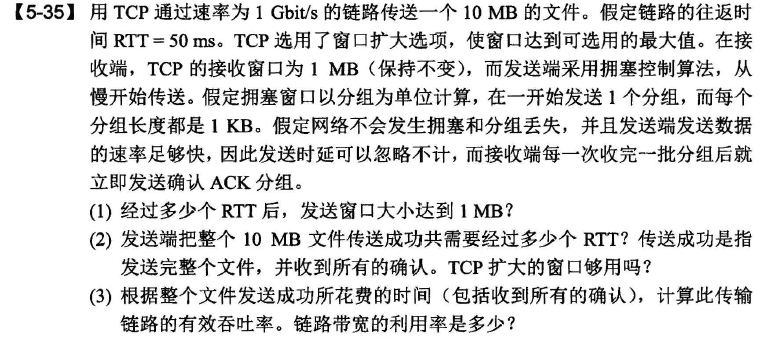 【5-35】 用 TCP 通过速率为 1 Gbit/s 的链路传送一个 10 MB 的文件。假定链路的往返时
间 RTT = 50 ms。TCP 选用了窗口扩大选项，使窗口达到可选用的最大值。在接
收端，TCP 的接收窗口为 1 MB（保持不变），而发送端采用拥塞控制算法，从
慢开始传送。假定拥塞窗口以分组为单位计算，在一开始发送 1 个分组，而每个
分组长度都是 1 KB。假定网络不会发生拥塞和分组丢失，并且发送端发送数据
的速率足够快，因此发送时延可以忽略不计，而接收端每一次收完一批分组后就
立即发送确认 ACK 分组。
(1) 经过多少个 RTT 后，发送窗口大小达到 1 MB？
(2) 发送端把整个 10 MB 文件传送成功共需要经过多少个 RTT？传送成功是指
发送完整个文件，并收到所有的确认。TCP 扩大的窗口够用吗？
(3) 根据整个文件发送成功所花费的时间（包括收到所有的确认），计算此传输
链路的有效吞吐率。链路带宽的利用率是多少？